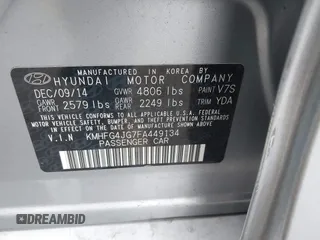 MANUFACTURED IN KOREA BY
HYUNDAI MOTOR COMPANY
DEC/09/14 GVWR 4806 lbs PAINT V7S
GAWR FRONT 2579 lbs GAWR REAR 2249 lbs TRIM YDA
THIS VEHICLE CONFORMS TO ALL APPLICABLE
U.S. FEDERAL MOTOR VEHICLE SAFETY, BUMPER
AND THEFT PREVENTION STANDARDS IN EFFECT
ON THE DATE OF MANUFACTURE SHOWN ABOVE.
V.I.N KMHFG4JG7FA449134
PASSENGER CAR
DREAMBID